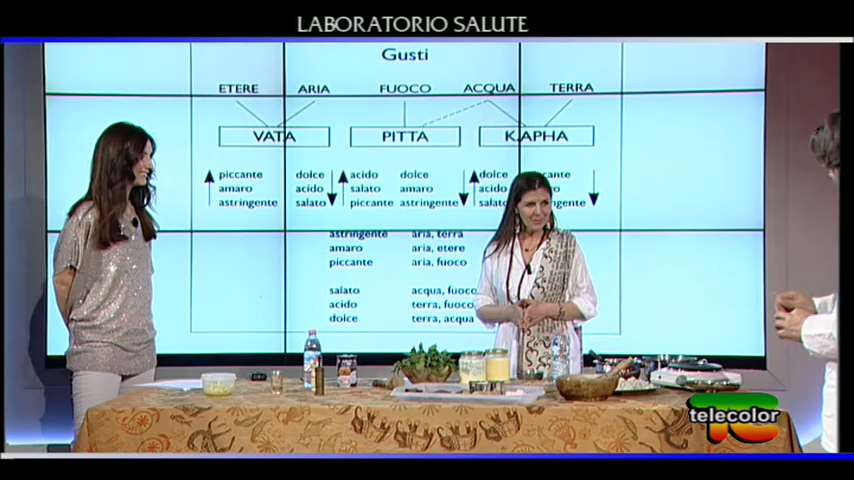 LABORATORIO SALUTE
Gusti
ETERE ARIA FUOCO ACQUA TERRA
VATA PITTA KAPHA
piccante dolce acido dolce dolce
amaro acido salato amaro acido
astringente salato piccante astringente salato astringente
astringente aria, terra
amaro aria, etere
piccante aria, fuoco
salato acqua, fuoco
acido terra, fuoco
dolce terra, acqua
telecolor